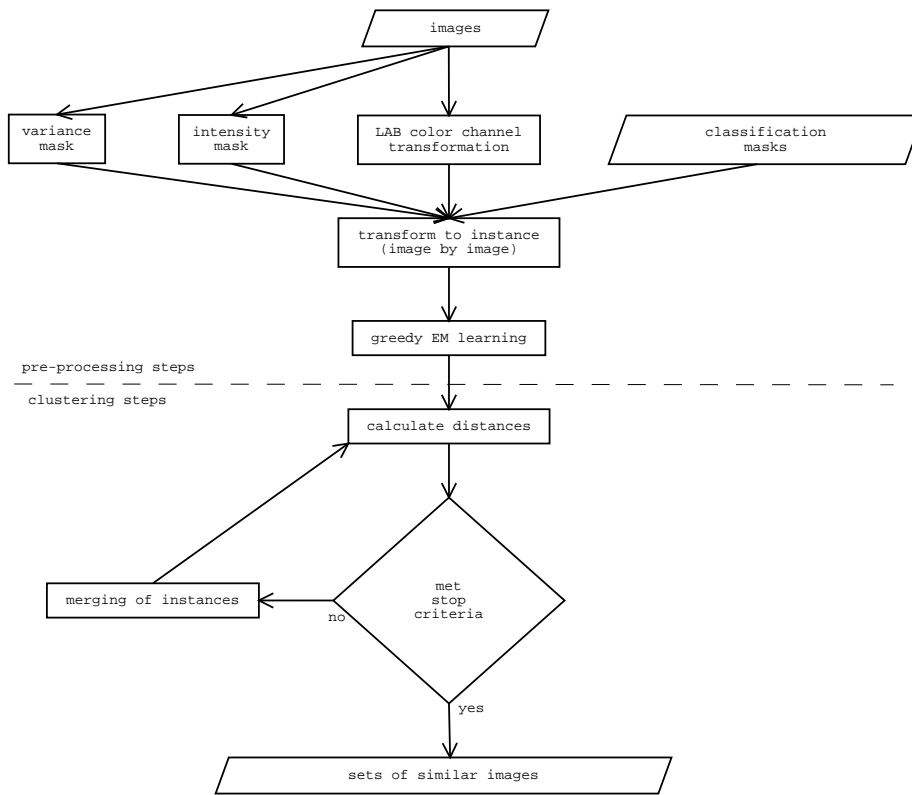 images
variance
mask
intensity
mask
LAB color channel
transformation
classification
masks
transform to instance
(image by image)
greedy EM learning
pre-processing steps
clustering steps
calculate distances
met
stop
criteria
merging of instances
no
yes
sets of similar images